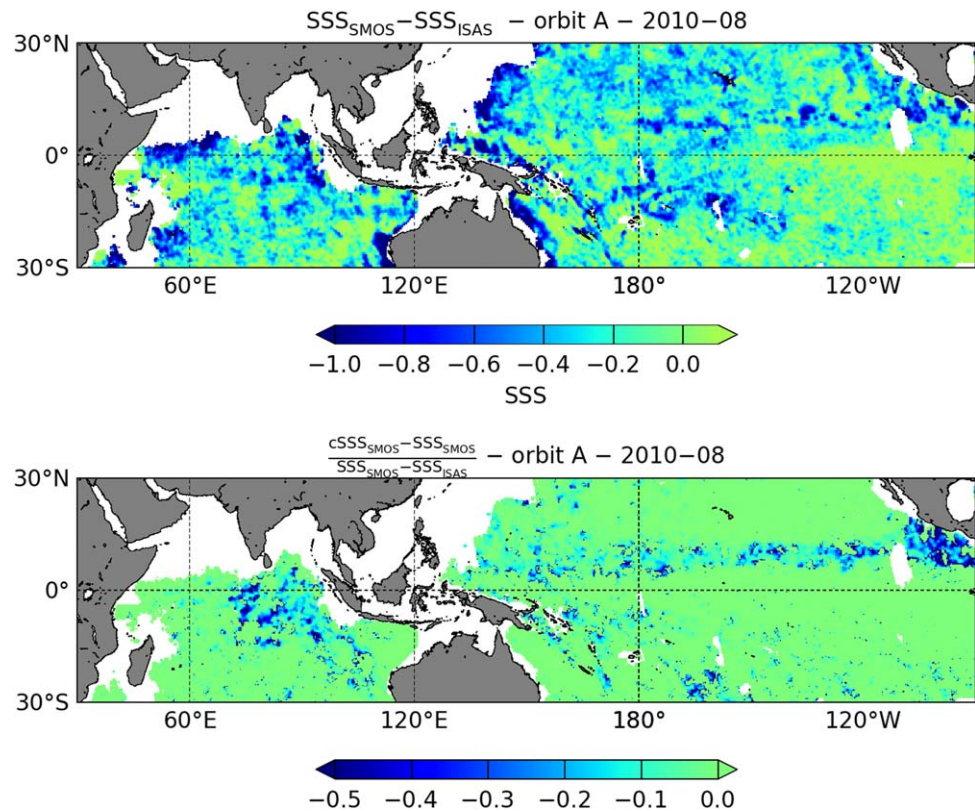 SSS_SMOS−SSS_ISAS − orbit A − 2010−08
30°N
0°
30°S
60°E 120°E 180° 120°W
−1.0 −0.8 −0.6 −0.4 −0.2 0.0
SSS
cSSS_SMOS−SSS_SMOS
SSS_SMOS−SSS_ISAS − orbit A − 2010−08
30°N
0°
30°S
60°E 120°E 180° 120°W
−0.5 −0.4 −0.3 −0.2 −0.1 0.0